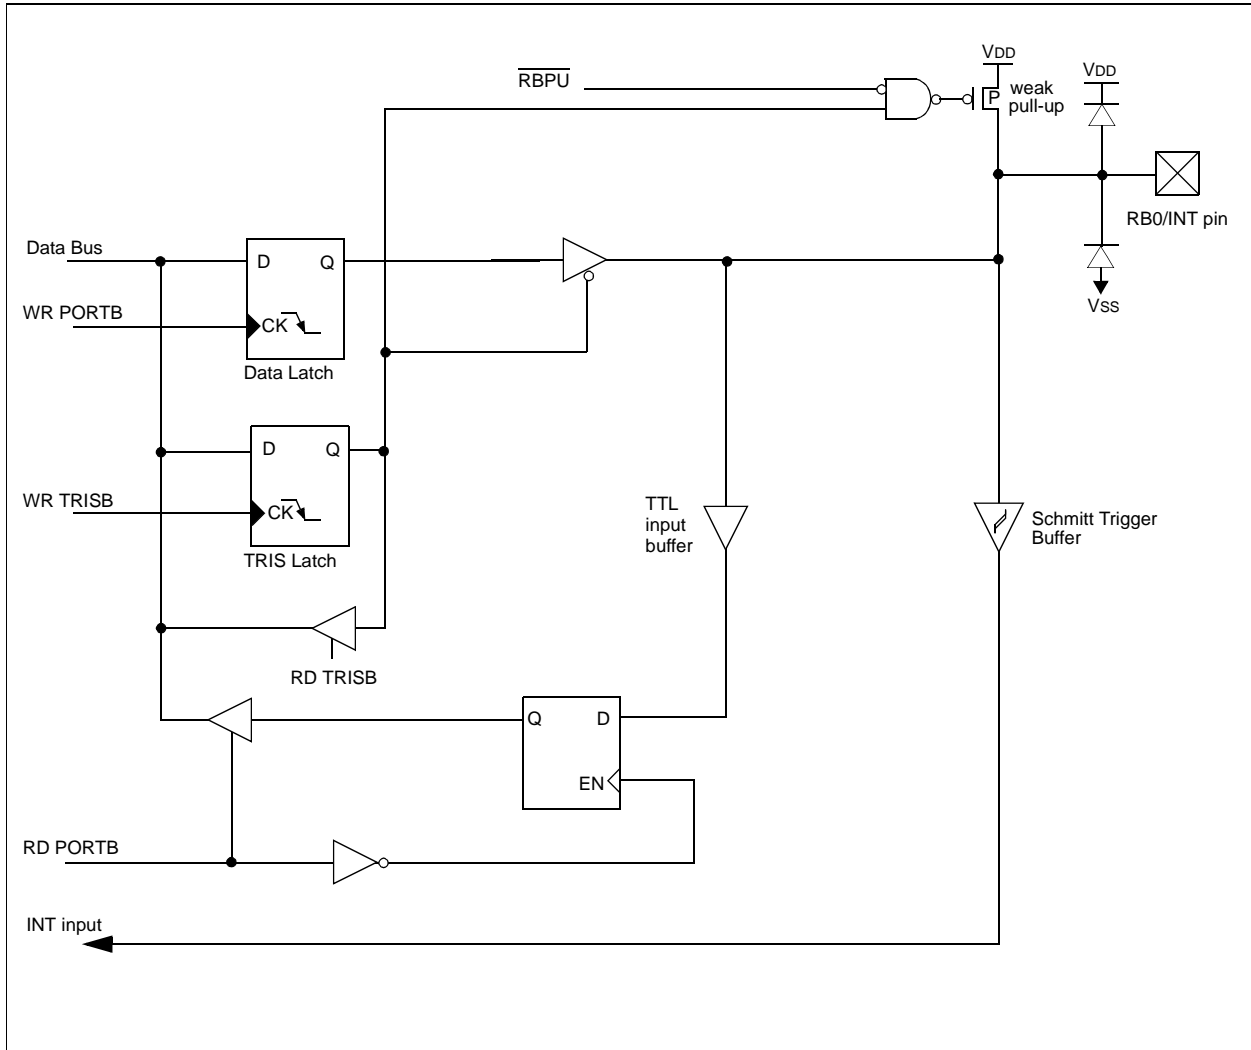 VDD
RBPU
P
weak
pull-up
VDD
RB0/INT pin
VSS
Data Bus
D
Q
WR PORTB
CK
Data Latch
D
Q
WR TRISB
CK
TRIS Latch
TTL
input
buffer
Schmitt Trigger
Buffer
RD TRISB
Q
D
EN
RD PORTB
INT input